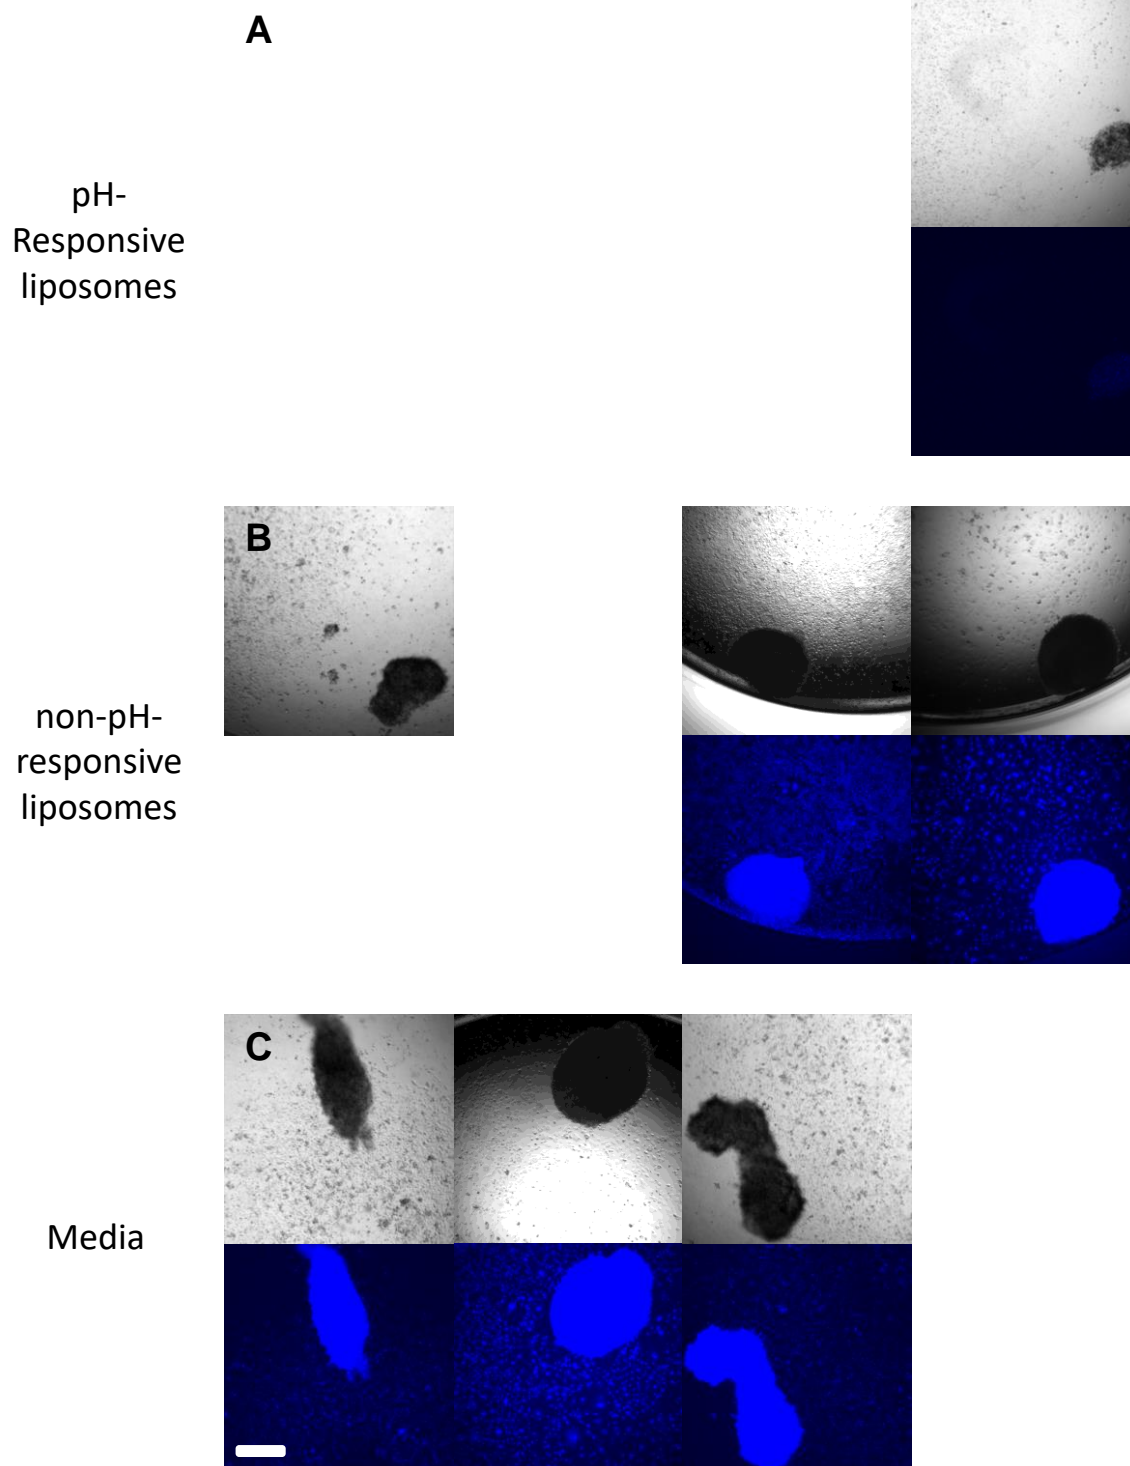 A
pH-
Responsive
liposomes
B
non-pH-
responsive
liposomes
C
Media